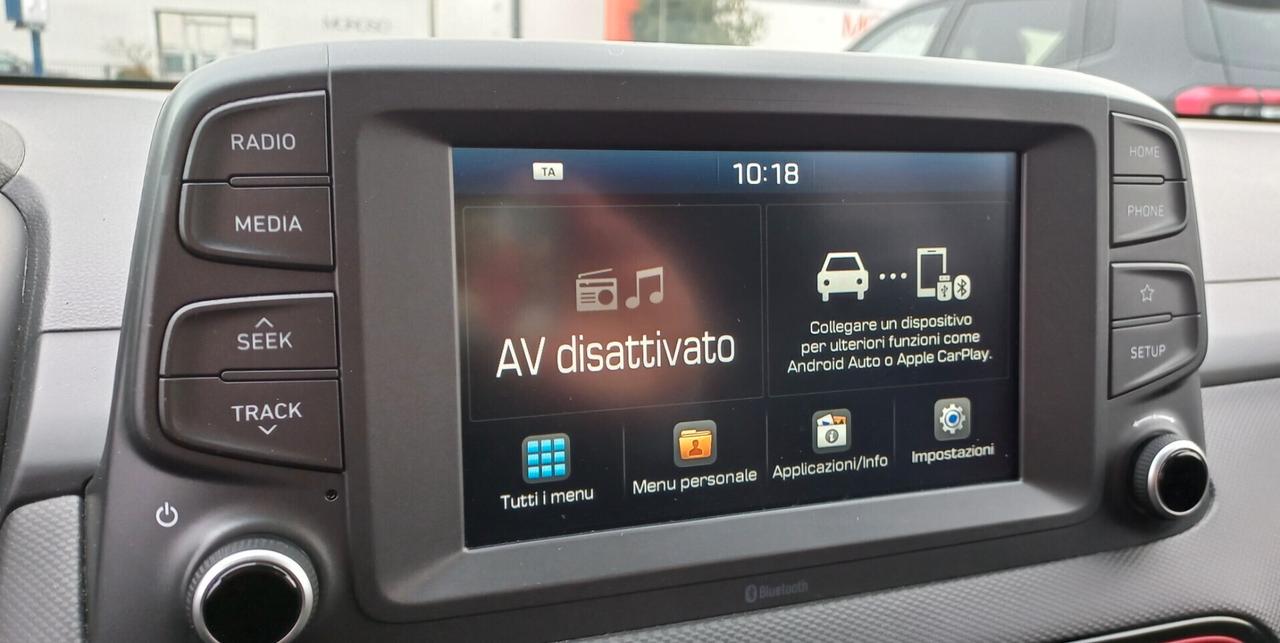 MOROSO
RADIO
MEDIA
SEEK
TRACK
TA
10:18
AV disattivato
Collegare un dispositivo
per ulteriori funzioni come
Android Auto o Apple CarPlay.
Tutti i menu
Menu personale
Applicazioni/Info
Impostazioni
HOME
PHONE
SETUP
Bluetooth